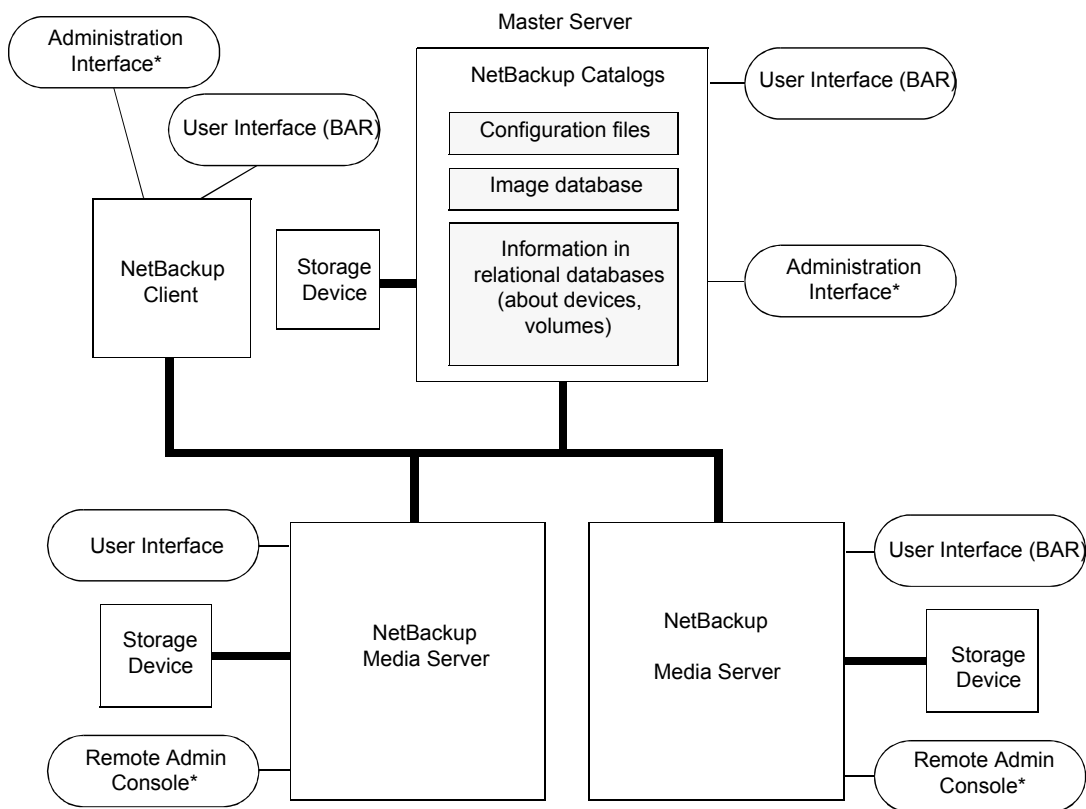 Master Server
Administration
Interface*
User Interface (BAR)
NetBackup
Client
Storage
Device
NetBackup Catalogs
Configuration files
Image database
Information in
relational databases
(about devices,
volumes)
User Interface (BAR)
Administration
Interface*
User Interface
Storage
Device
Remote Admin
Console*
NetBackup
Media Server
NetBackup
Media Server
User Interface (BAR)
Storage
Device
Remote Admin
Console*